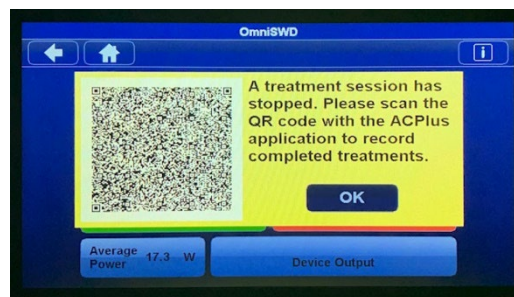 OmniSWD
A treatment session has
stopped. Please scan the
QR code with the ACPlus
application to record
completed treatments.
OK
Average
Power 17.3 W
Device Output